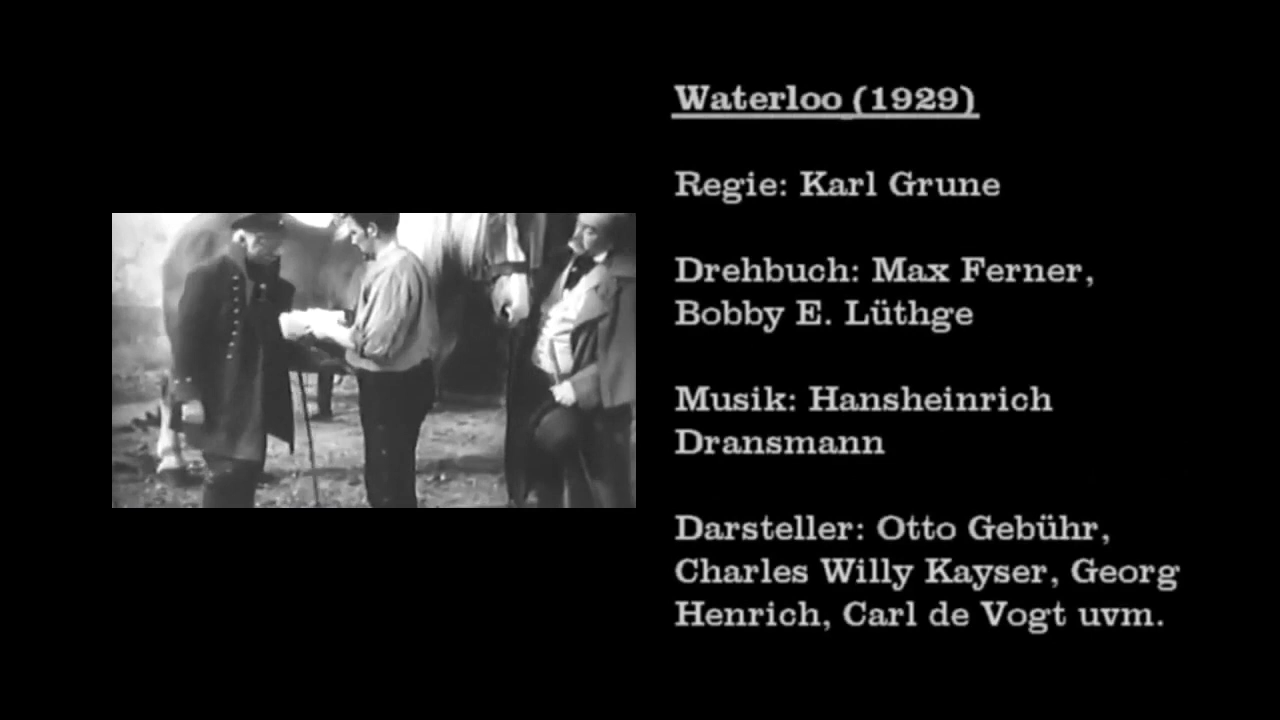 Waterloo (1929)
Regie: Karl Grune
Drehbuch: Max Ferner,
Bobby E. Lüthge
Musik: Hansheinrich
Dransmann
Darsteller: Otto Gebühr,
Charles Willy Kayser, Georg
Henrich, Carl de Vogt uvm.